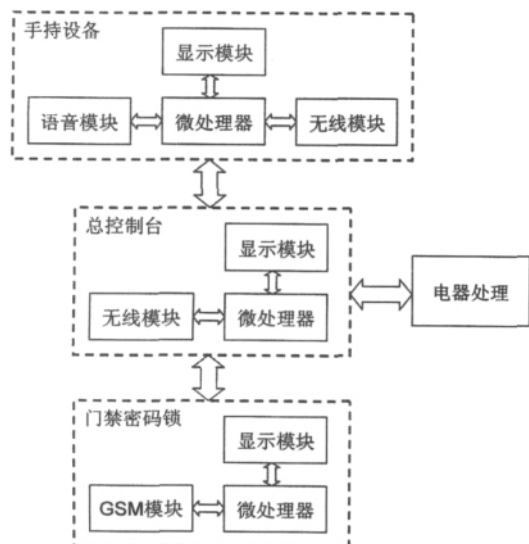 手持设备
显示模块
语音模块
微处理器
无线模块
总控制台
显示模块
无线模块
微处理器
电器处理
门禁密码锁
显示模块
GSM模块
微处理器